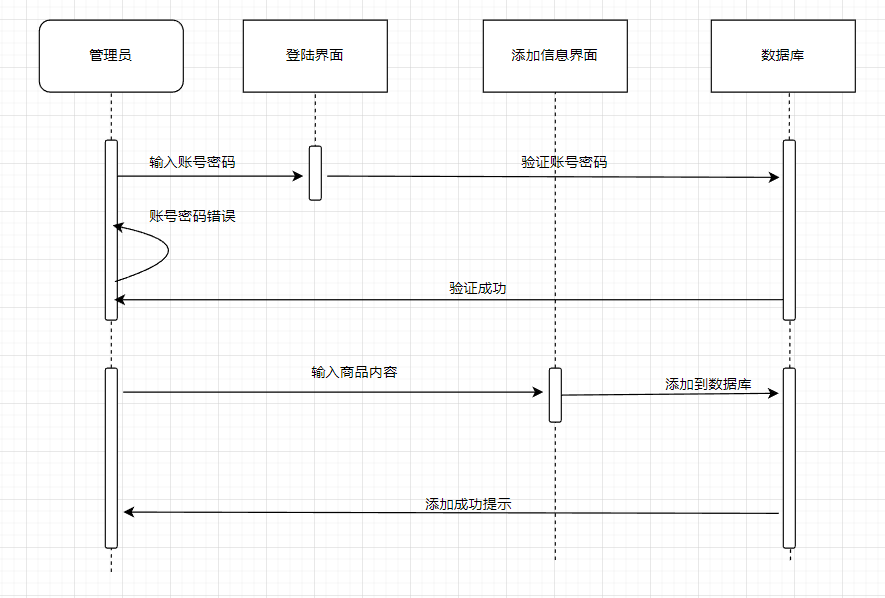 管理员
登陆界面
添加信息界面
数据库
输入账号密码
验证账号密码
账号密码错误
验证成功
输入商品内容
添加到数据库
添加成功提示